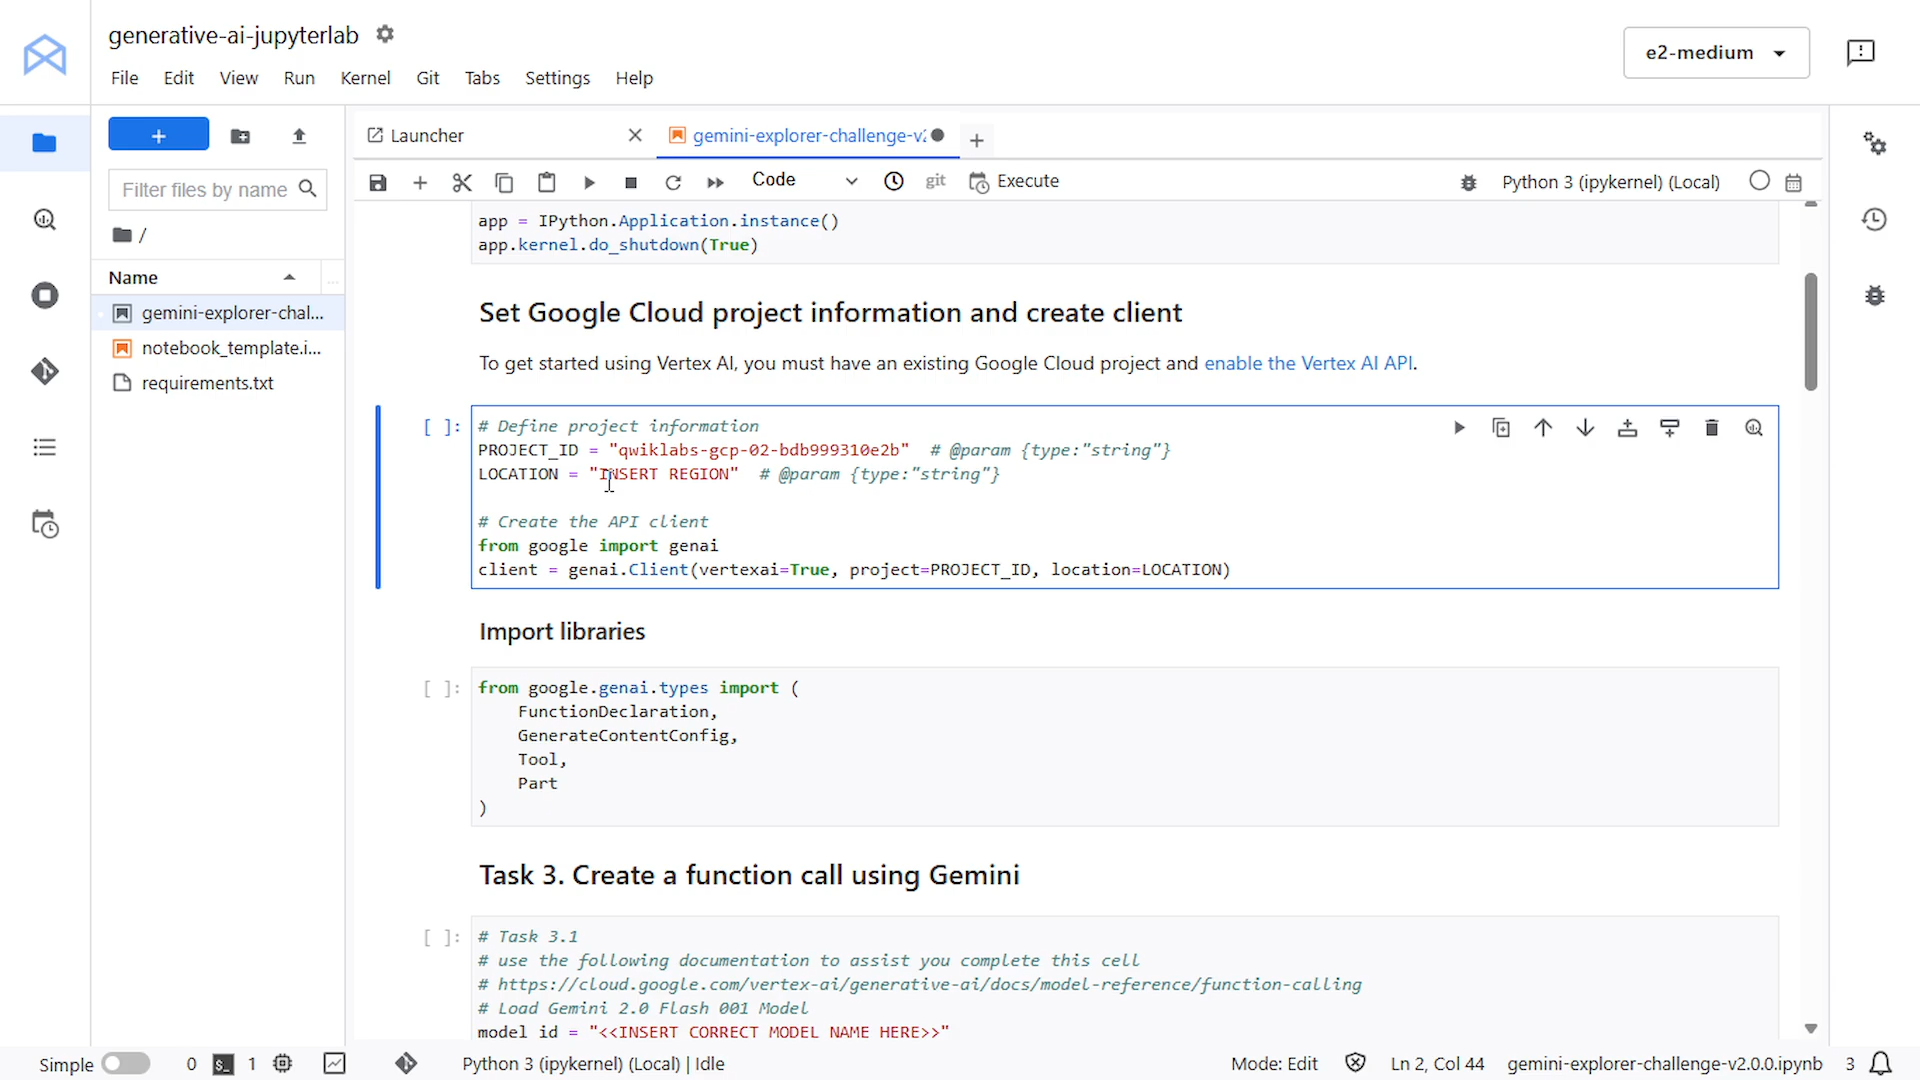 generative-ai-jupyterlab
e2-medium
File Edit View Run Kernel Git Tabs Settings Help
+
Launcher
gemini-explorer-challenge-v2
Filter files by name
Code
git
Execute
Python 3 (ipykernel) (Local)
/
Name
...
gemini-explorer-chal...
notebook_template.i...
requirements.txt
app = IPython.Application.instance()
app.kernel.do_shutdown(True)
Set Google Cloud project information and create client
To get started using Vertex AI, you must have an existing Google Cloud project and enable the Vertex AI API.
[ ]:
# Define project information
PROJECT_ID = "qwiklabs-gcp-02-bdb999310e2b"  # @param {type:"string"}
LOCATION = "INSERT REGION"  # @param {type:"string"}
# Create the API client
from google import genai
client = genai.Client(vertexai=True, project=PROJECT_ID, location=LOCATION)
Import libraries
[ ]:
from google.genai.types import (
FunctionDeclaration,
GenerateContentConfig,
Tool,
Part
)
Task 3. Create a function call using Gemini
[ ]:
# Task 3.1
# use the following documentation to assist you complete this cell
# https://cloud.google.com/vertex-ai/generative-ai/docs/model-reference/function-calling
# Load Gemini 2.0 Flash 001 Model
model id = "<<INSERT CORRECT MODEL NAME HERE>>"
Simple 0 $_ 1 Python 3 (ipykernel) (Local) | Idle Mode: Edit Ln 2, Col 44 gemini-explorer-challenge-v2.0.0.ipynb 3